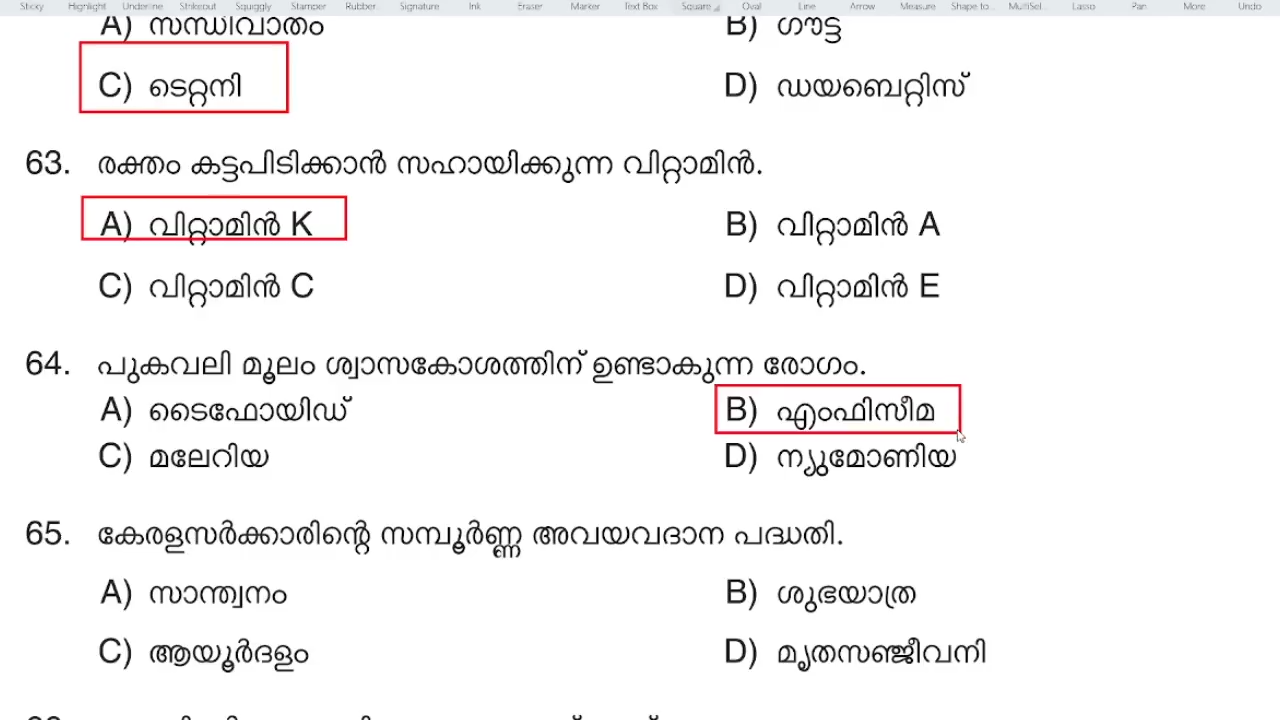 Sticky Highlight Underline Strikeout Squiggly Stamper Rubber Signature Ink Eraser Marker Text Box Square Oval Line Arrow Measure Shape to... MultiSel... Lasso Pan More Undo
A) സന്ധിവാതം B) ഗൗട്ട്
C) ടെറ്റനി D) ഡയബെറ്റിസ്
63. രക്തം കട്ടപിടിക്കാൻ സഹായിക്കുന്ന വിറ്റാമിൻ.
A) വിറ്റാമിൻ K B) വിറ്റാമിൻ A
C) വിറ്റാമിൻ C D) വിറ്റാമിൻ E
64. പുകവലി മൂലം ശ്വാസകോശത്തിന് ഉണ്ടാകുന്ന രോഗം.
A) ടൈഫോയിഡ് B) എംഫിസീമ
C) മലേറിയ D) ന്യുമോണിയ
65. കേരളസർക്കാരിന്റെ സമ്പൂർണ്ണ അവയവദാന പദ്ധതി.
A) സാന്ത്വനം B) ശുഭയാത്ര
C) ആയൂർദളം D) മൃതസഞ്ജീവനി